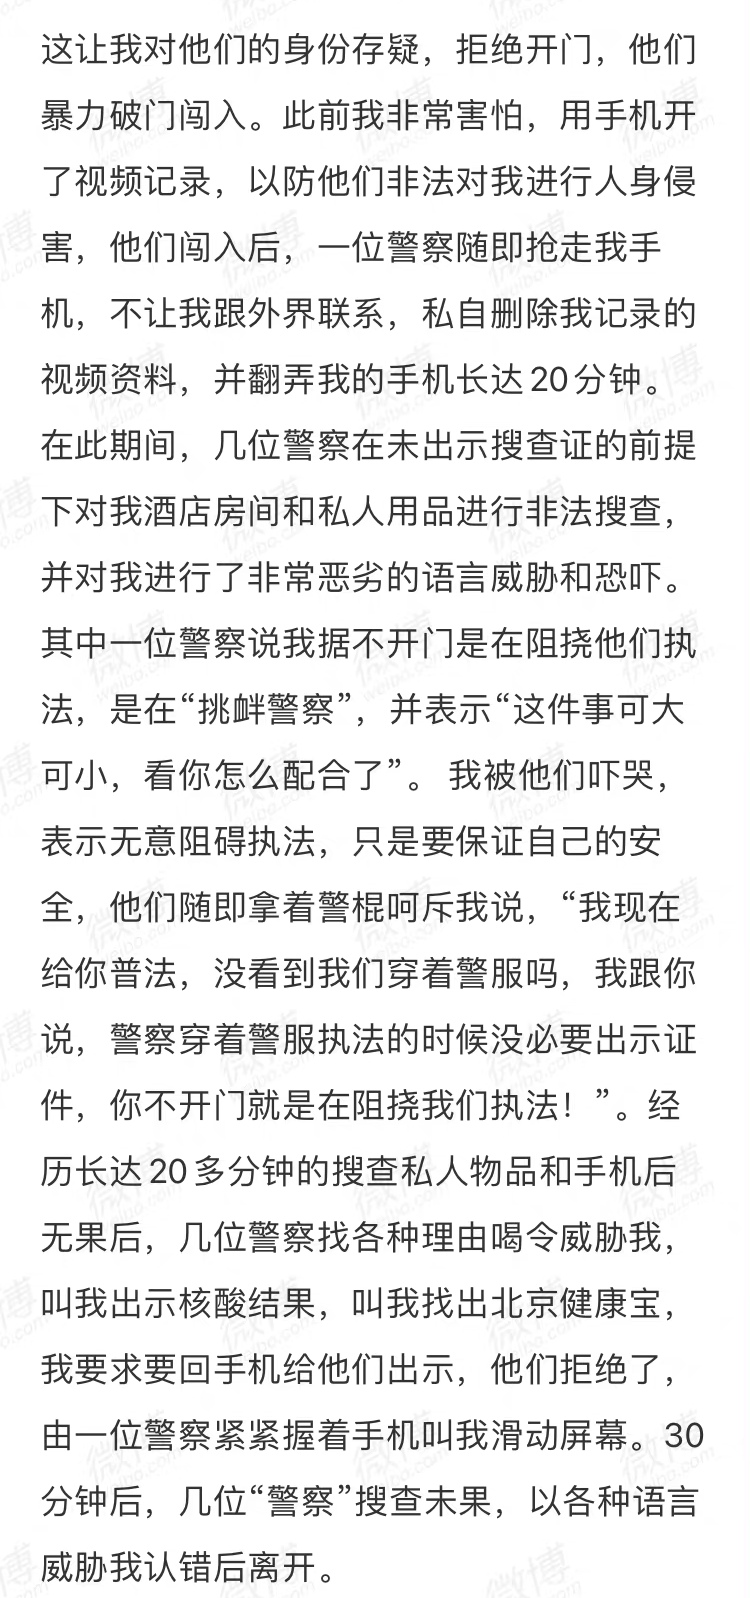 这让我对他们的身份存疑，拒绝开门，他们
暴力破门闯入。此前我非常害怕，用手机开
了视频记录，以防他们非法对我进行人身侵
害，他们闯入后，一位警察随即抢走我手
机，不让我跟外界联系，私自删除我记录的
视频资料，并翻弄我的手机长达20分钟。
在此期间，几位警察在未出示搜查证的前提
下对我酒店房间和私人用品进行非法搜查，
并对我进行了非常恶劣的语言威胁和恐吓。
其中一位警察说我据不开门是在阻挠他们执
法，是在“挑衅警察”，并表示“这件事可大
可小，看你怎么配合了”。 我被他们吓哭，
表示无意阻碍执法，只是要保证自己的安
全，他们随即拿着警棍呵斥我说，“我现在
给你普法，没看到我们穿着警服吗，我跟你
说，警察穿着警服执法的时候没必要出示证
件，你不开门就是在阻挠我们执法！”。经
历长达20多分钟的搜查私人物品和手机后
无果后，几位警察找各种理由喝令威胁我，
叫我出示核酸结果，叫我找出北京健康宝，
我要求要回手机给他们出示，他们拒绝了，
由一位警察紧紧握着手机叫我滑动屏幕。30
分钟后，几位“警察”搜查未果，以各种语言
威胁我认错后离开。